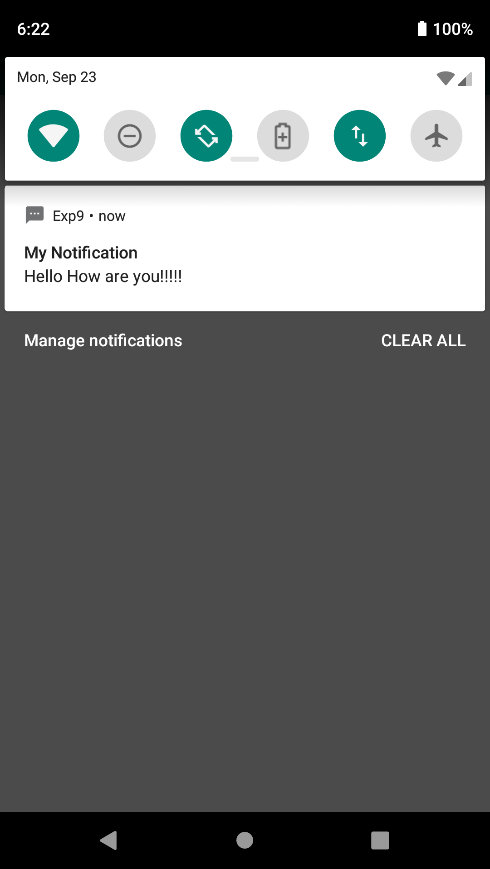 6:22 100%
Mon, Sep 23
Exp9 • now
My Notification
Hello How are you!!!!!
Manage notifications CLEAR ALL